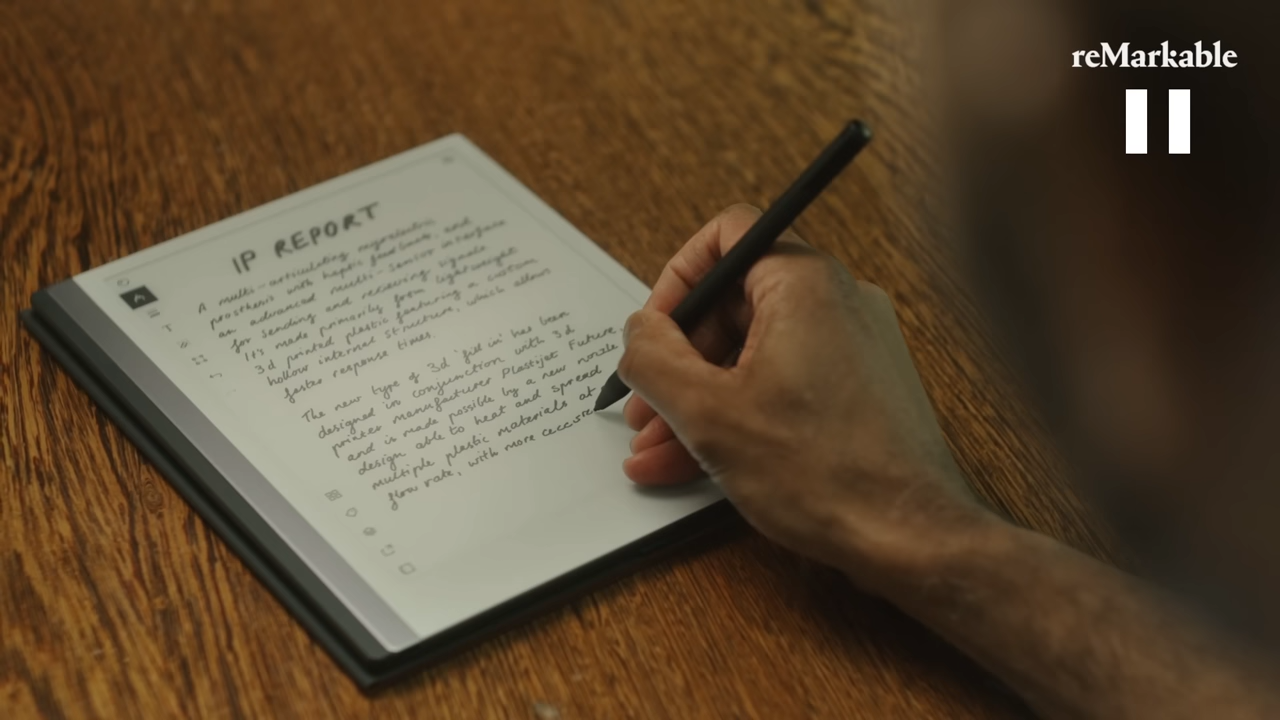 reMarkable
IP REPORT
A multi-articulating myoelectric
prosthesis with haptic feedback, and
an advanced multi-sensor interface
for sending and recieving signals.
It's made primarily from lightweight
3d printed plastic featuring a custom
hollow internal structure, which allows
faster response times.
The new type of 3d 'fill in' has been
designed in conjunction with 3d
printer manufacturer Plastijet Future,
and is made possible by a new nozzle
design able to heat and spread
multiple plastic materials at
flow rate, with more